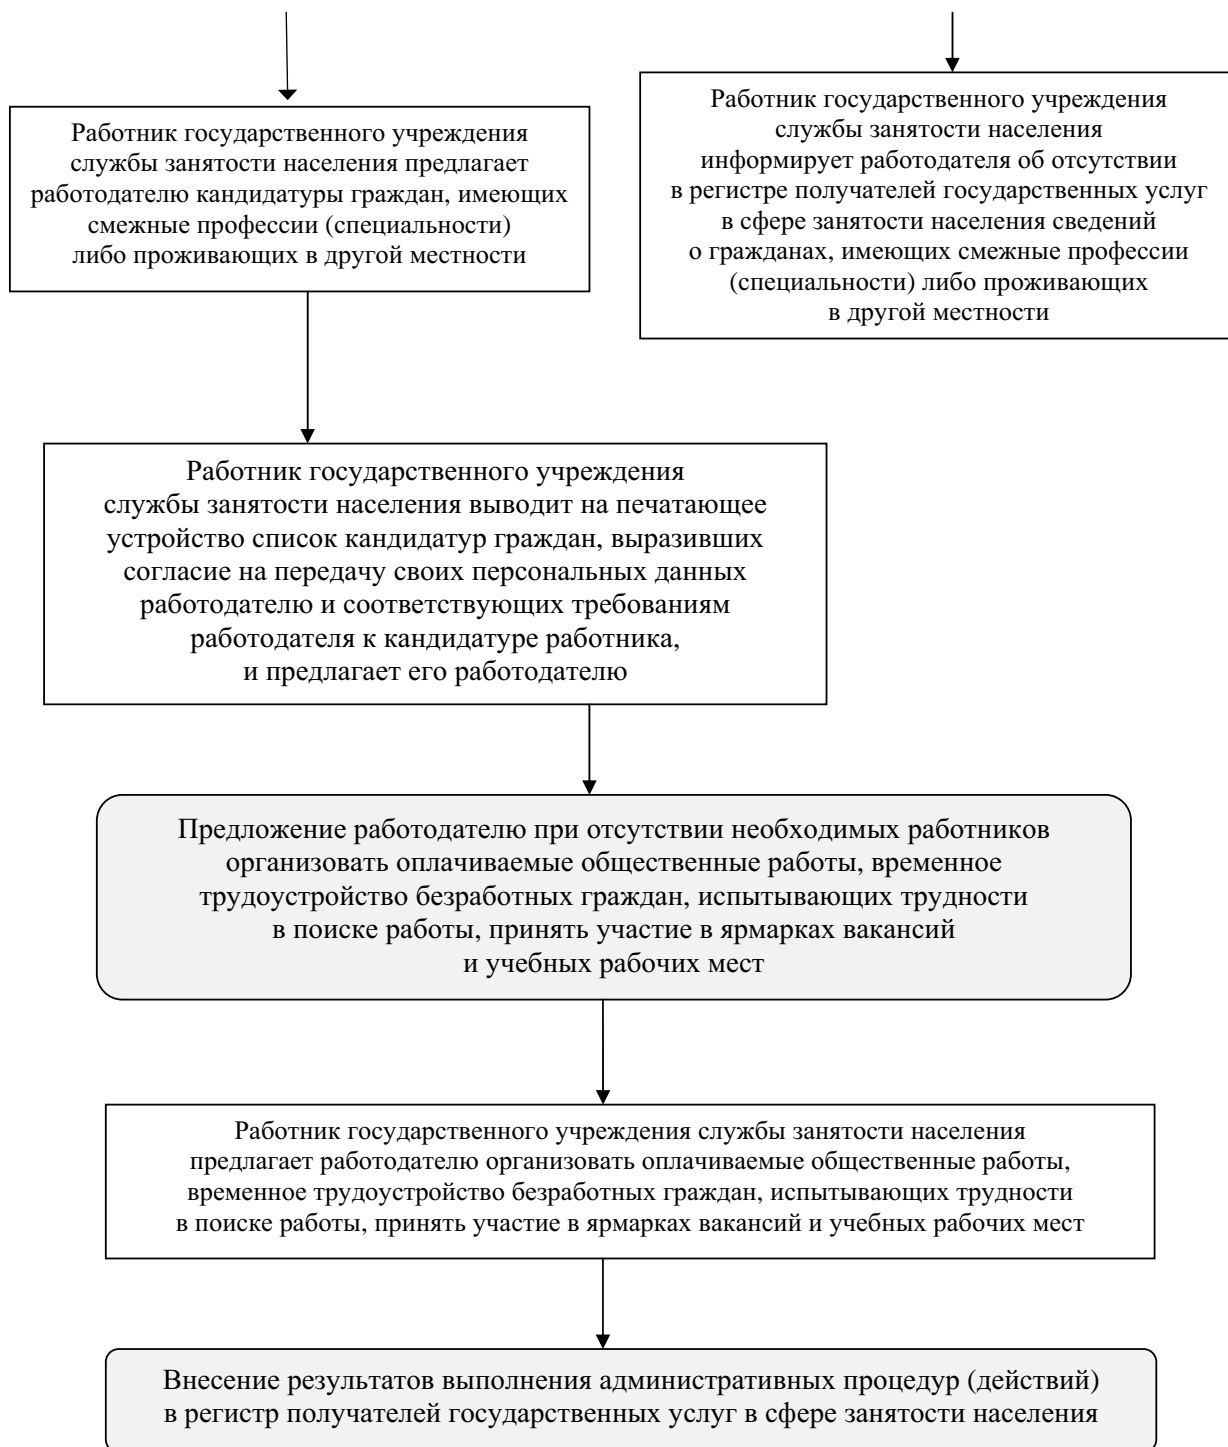 Работник государственного учреждения
службы занятости населения предлагает
работодателю кандидатуры граждан, имеющих
смежные профессии (специальности)
либо проживающих в другой местности
Работник государственного учреждения
службы занятости населения
информирует работодателя об отсутствии
в регистре получателей государственных услуг
в сфере занятости населения сведений
о гражданах, имеющих смежные профессии
(специальности) либо проживающих
в другой местности
Работник государственного учреждения
службы занятости населения выводит на печатающее
устройство список кандидатур граждан, выразивших
согласие на передачу своих персональных данных
работодателю и соответствующих требованиям
работодателя к кандидатуре работника,
и предлагает его работодателю
Предложение работодателю при отсутствии необходимых работников
организовать оплачиваемые общественные работы, временное
трудоустройство безработных граждан, испытывающих трудности
в поиске работы, принять участие в ярмарках вакансий
и учебных рабочих мест
Работник государственного учреждения службы занятости населения
предлагает работодателю организовать оплачиваемые общественные работы,
временное трудоустройство безработных граждан, испытывающих трудности
в поиске работы, принять участие в ярмарках вакансий и учебных рабочих мест
Внесение результатов выполнения административных процедур (действий)
в регистр получателей государственных услуг в сфере занятости населения